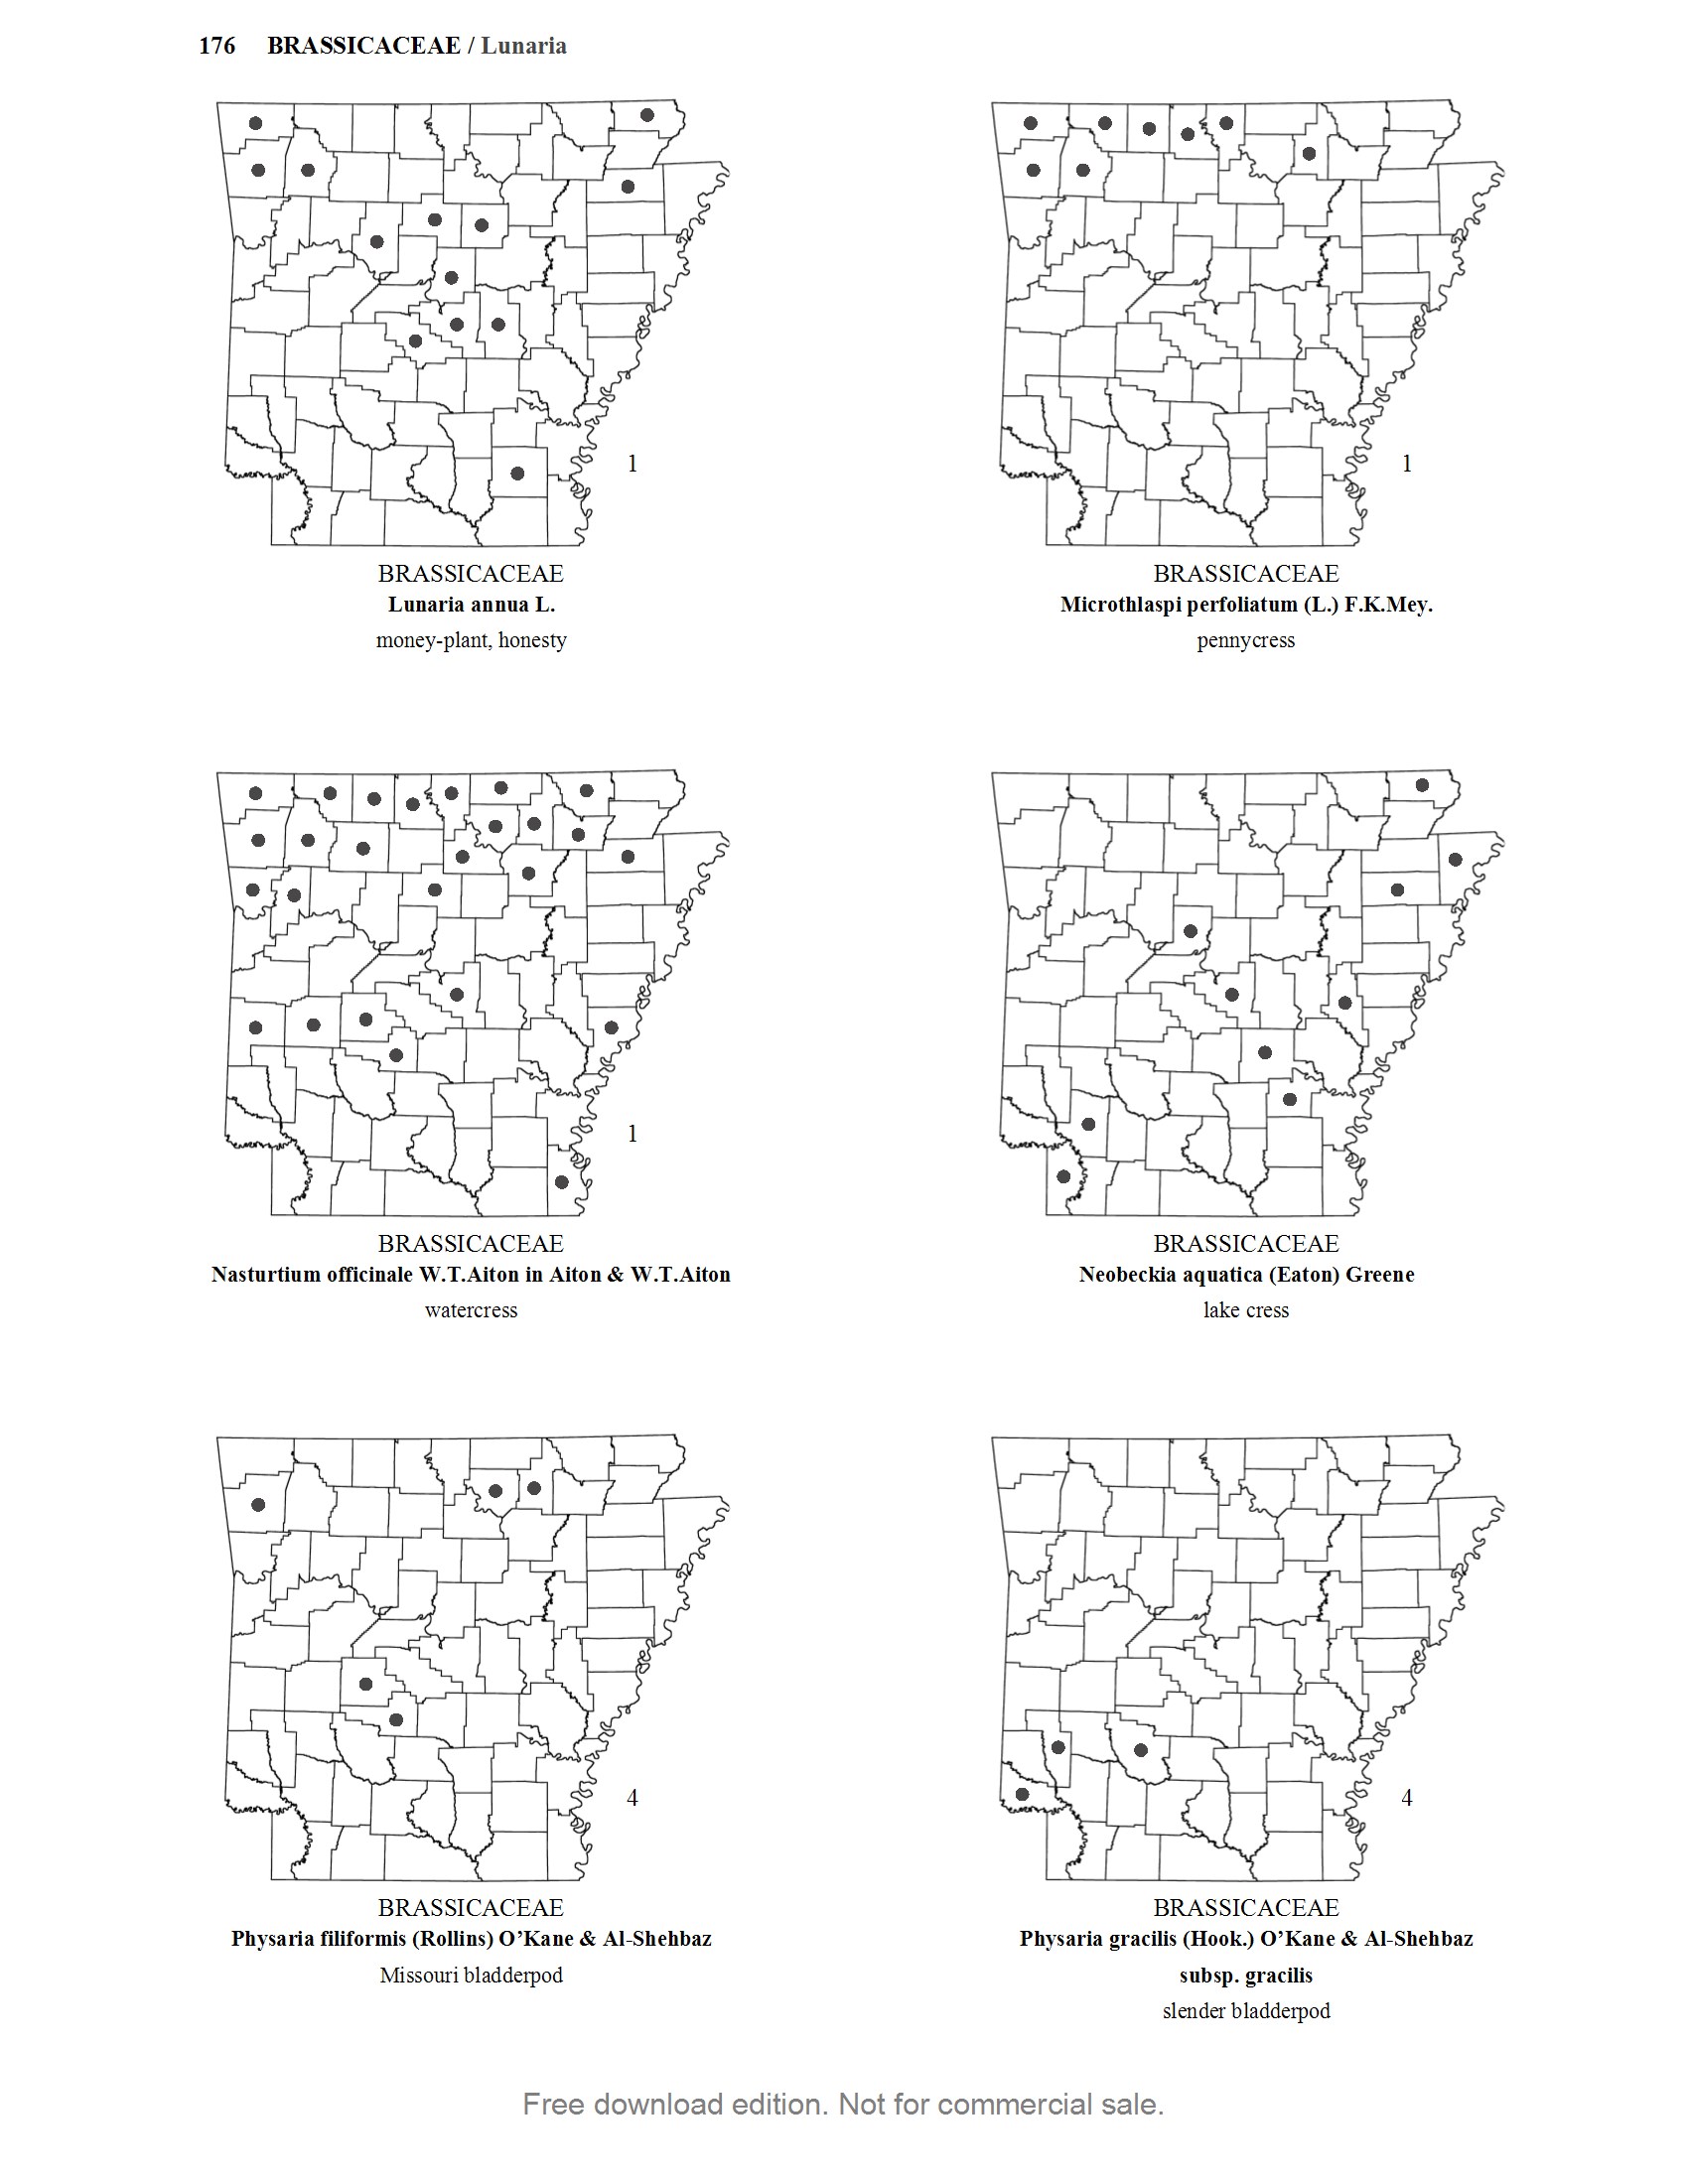 176 BRASSICACEAE / Lunaria
1
BRASSICACEAE
Lunaria annua L.
money-plant, honesty
1
BRASSICACEAE
Microthlaspi perfoliatum (L.) F.K.Mey.
pennycress
1
BRASSICACEAE
Nasturtium officinale W.T.Aiton in Aiton & W.T.Aiton
watercress
BRASSICACEAE
Neobeckia aquatica (Eaton) Greene
lake cress
4
BRASSICACEAE
Physaria filiformis (Rollins) O’Kane & Al-Shehbaz
Missouri bladderpod
4
BRASSICACEAE
Physaria gracilis (Hook.) O’Kane & Al-Shehbaz
subsp. gracilis
slender bladderpod
Free download edition. Not for commercial sale.